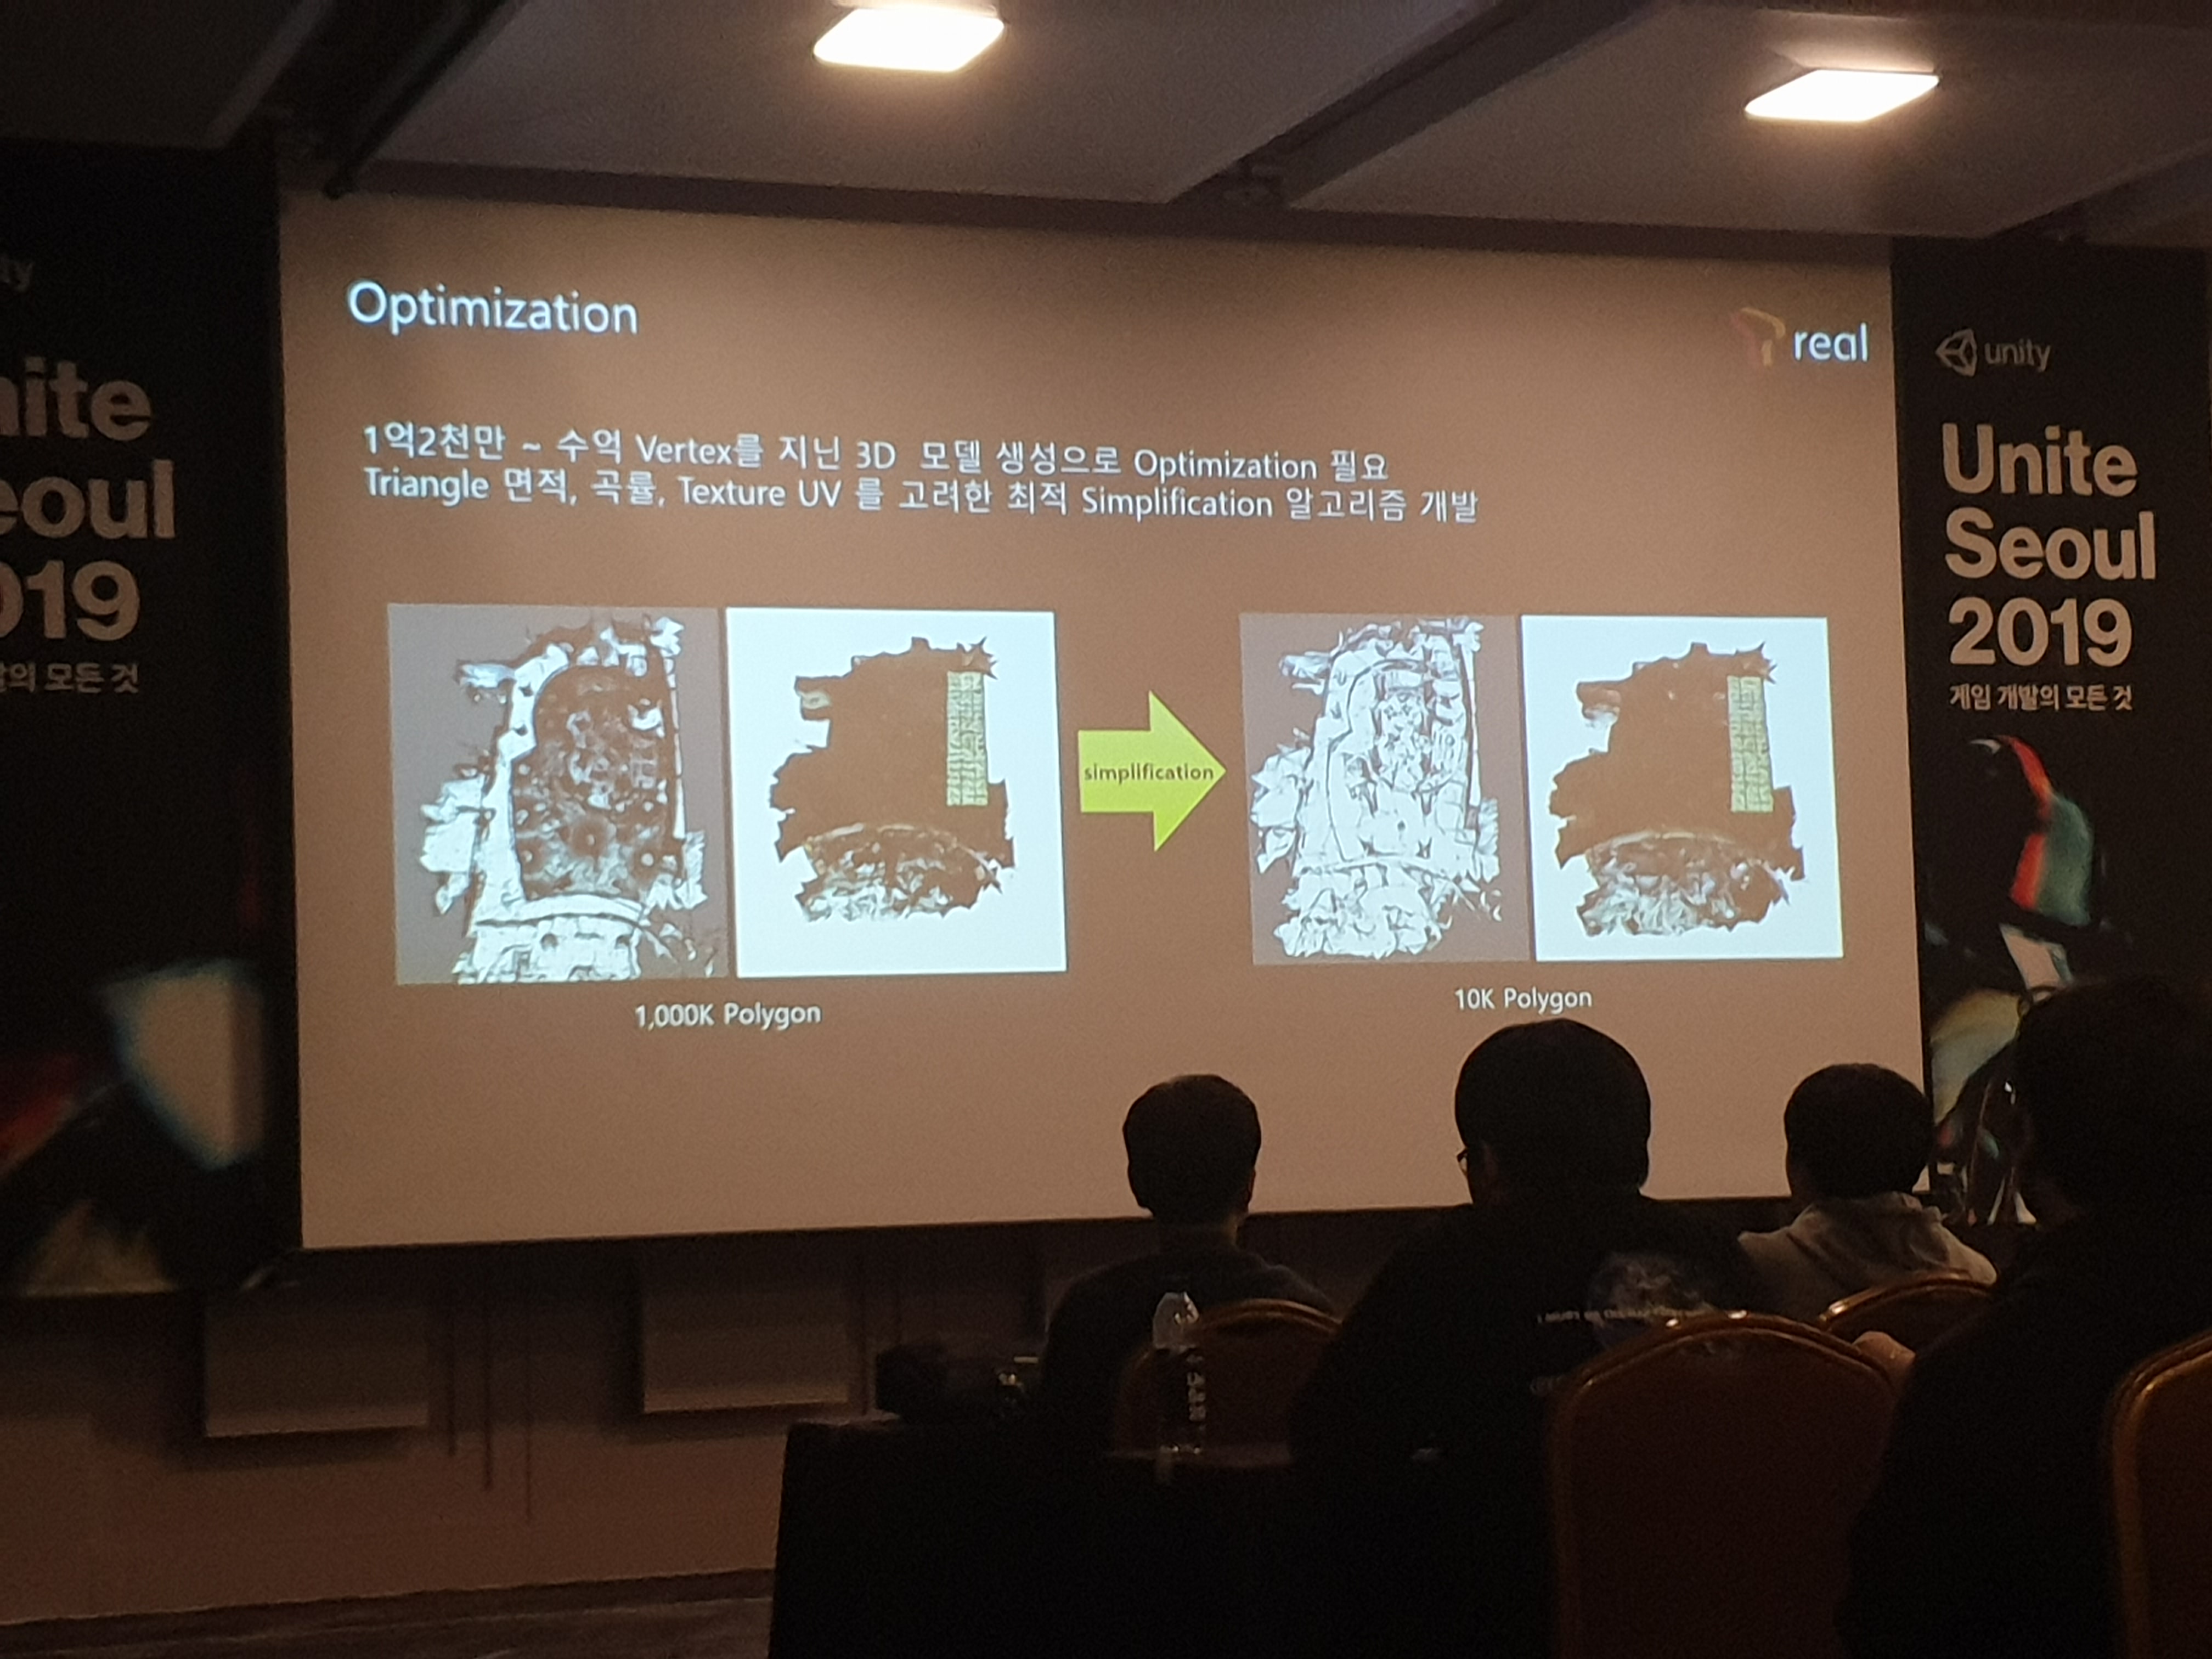 Optimization
real
1억2천만 ~ 수억 Vertex를 지닌 3D 모델 생성으로 Optimization 필요
Triangle 면적, 곡률, Texture UV 를 고려한 최적 Simplification 알고리즘 개발
simplification
1,000K Polygon
10K Polygon
unity
Unite
Seoul
2019
게임 개발의 모든 것
ty
nite
eoul
019
발의 모든 것